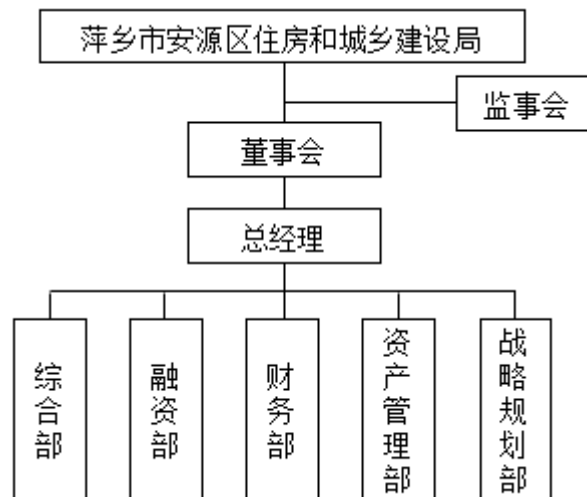 萍乡市安源区住房和城乡建设局
监事会
董事会
总经理
综合部
融资部
财务部
资产管理部
战略规划部